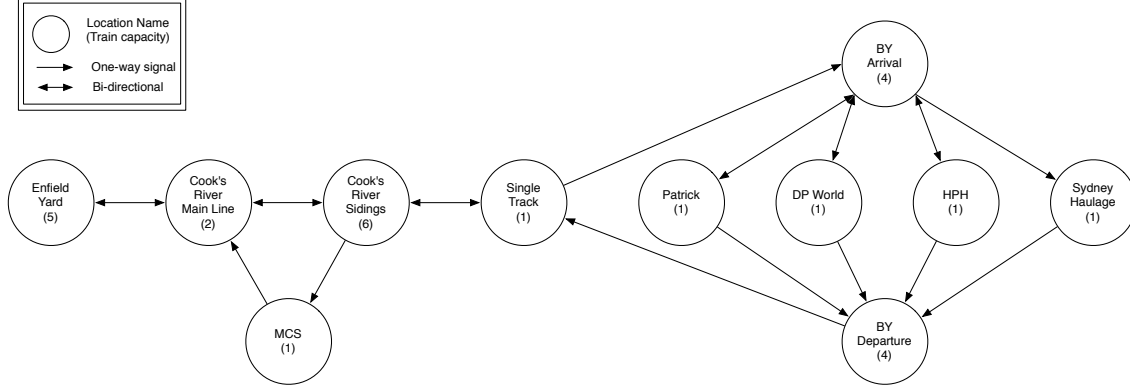 Location Name
(Train capacity)
One-way signal
Bi-directional
BY
Arrival
(4)
Enfield
Yard
(5)
Cook's
River
Main Line
(2)
Cook's
River
Sidings
(6)
Single
Track
(1)
Patrick
(1)
DP World
(1)
HPH
(1)
Sydney
Haulage
(1)
MCS
(1)
BY
Departure
(4)